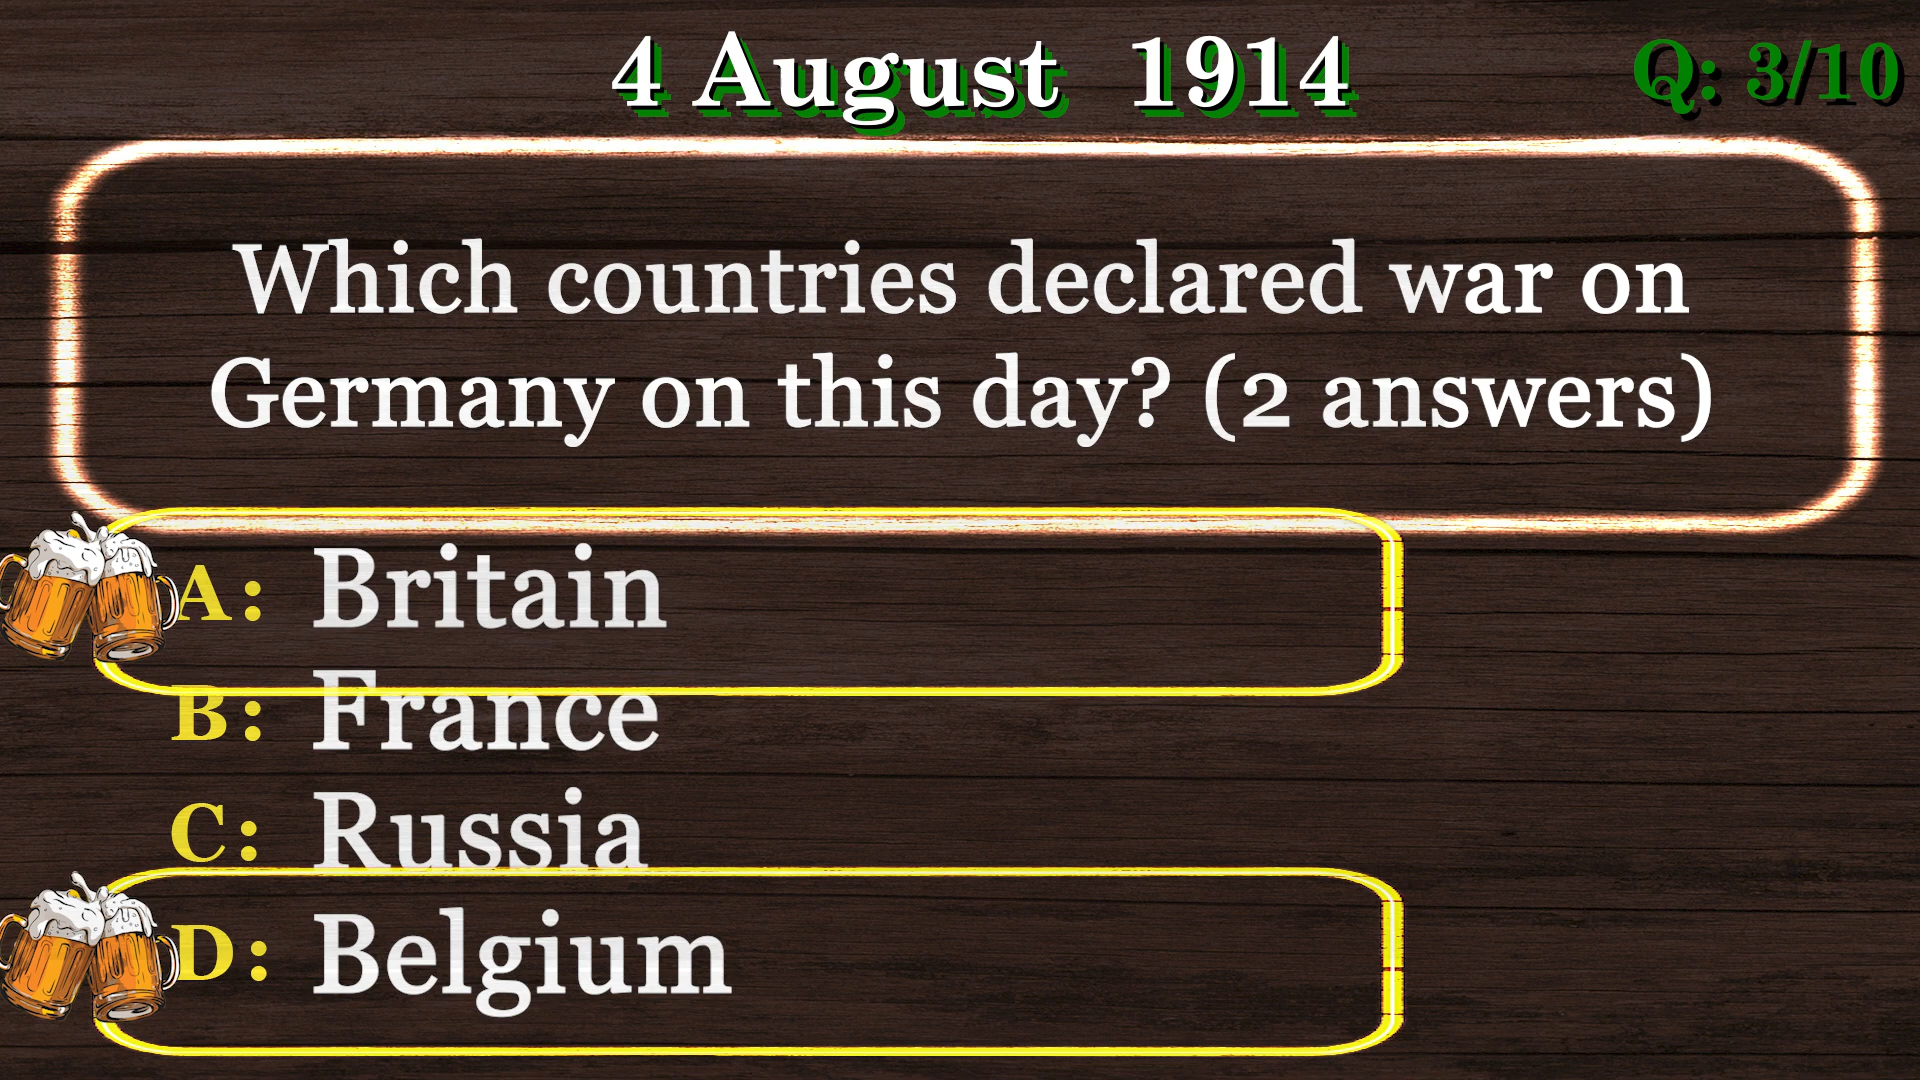 4 August 1914
Q: 3/10
Which countries declared war on
Germany on this day? (2 answers)
A: Britain
B: France
C: Russia
D: Belgium